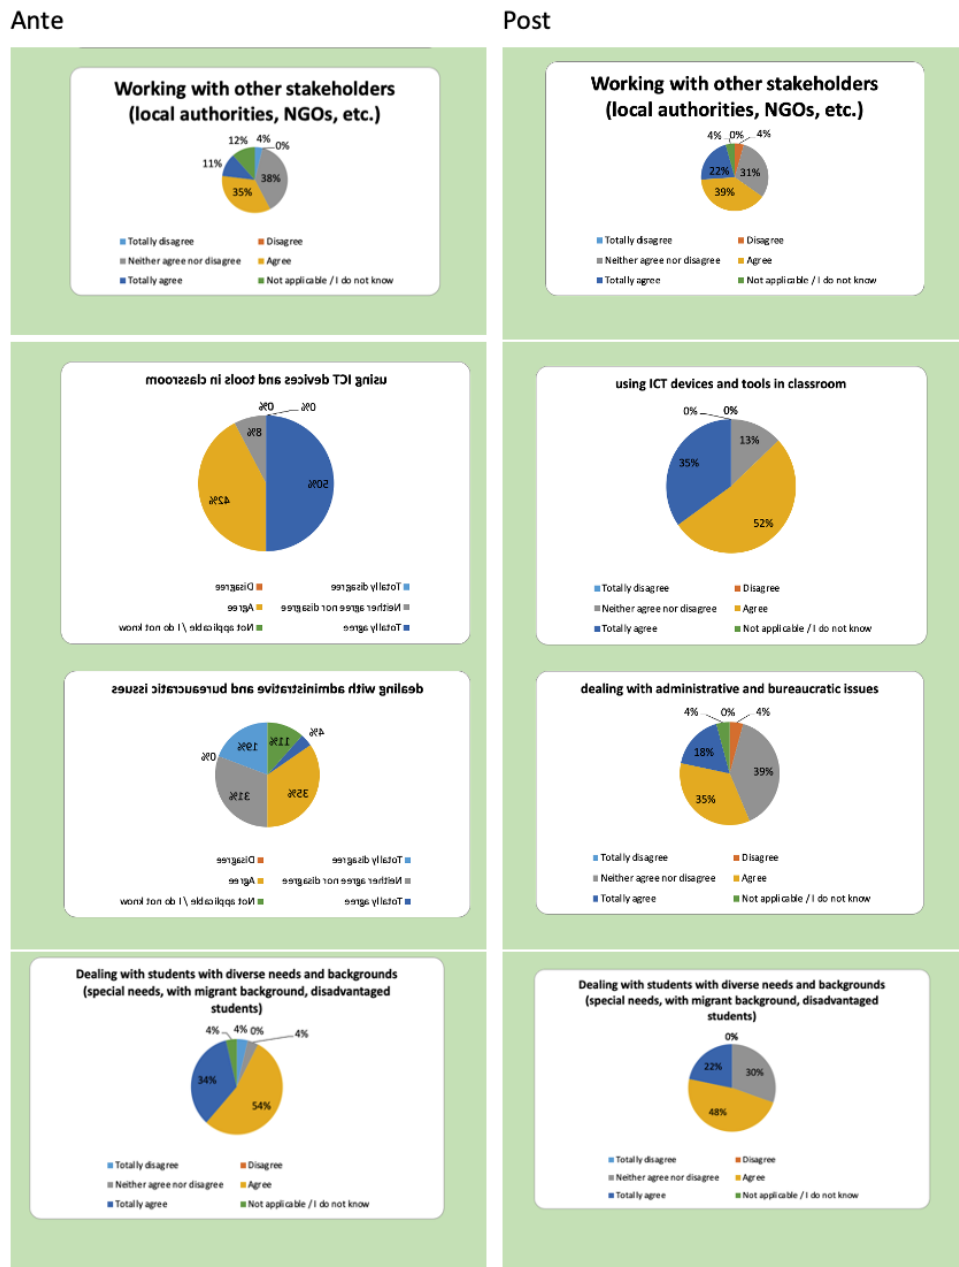 Ante
Post
Working with other stakeholders
(local authorities, NGOs, etc.)
12% 4% 0%
11%
38%
35%
Totally disagree Disagree
Neither agree nor disagree Agree
Totally agree Not applicable / I do not know
Working with other stakeholders
(local authorities, NGOs, etc.)
4% 0% 4%
22% 31%
39%
Totally disagree Disagree
Neither agree nor disagree Agree
Totally agree Not applicable / I do not know
using ICT devices and tools in classroom
0% 0%
8%
50%
42%
Totally disagree Disagree
Neither agree nor disagree Agree
Totally agree Not applicable / I do not know
using ICT devices and tools in classroom
0% 0%
13%
35%
52%
Totally disagree Disagree
Neither agree nor disagree Agree
Totally agree Not applicable / I do not know
dealing with administrative and bureaucratic issues
4%
19% 11%
0%
31% 35%
Totally disagree Disagree
Neither agree nor disagree Agree
Totally agree Not applicable / I do not know
dealing with administrative and bureaucratic issues
4% 0% 4%
18%
39%
35%
Totally disagree Disagree
Neither agree nor disagree Agree
Totally agree Not applicable / I do not know
Dealing with students with diverse needs and backgrounds
(special needs, with migrant background, disadvantaged
students)
4% 4% 0% 4%
34%
54%
Totally disagree Disagree
Neither agree nor disagree Agree
Totally agree Not applicable / I do not know
Dealing with students with diverse needs and backgrounds
(special needs, with migrant background, disadvantaged
students)
0%
22% 30%
48%
Totally disagree Disagree
Neither agree nor disagree Agree
Totally agree Not applicable / I do not know